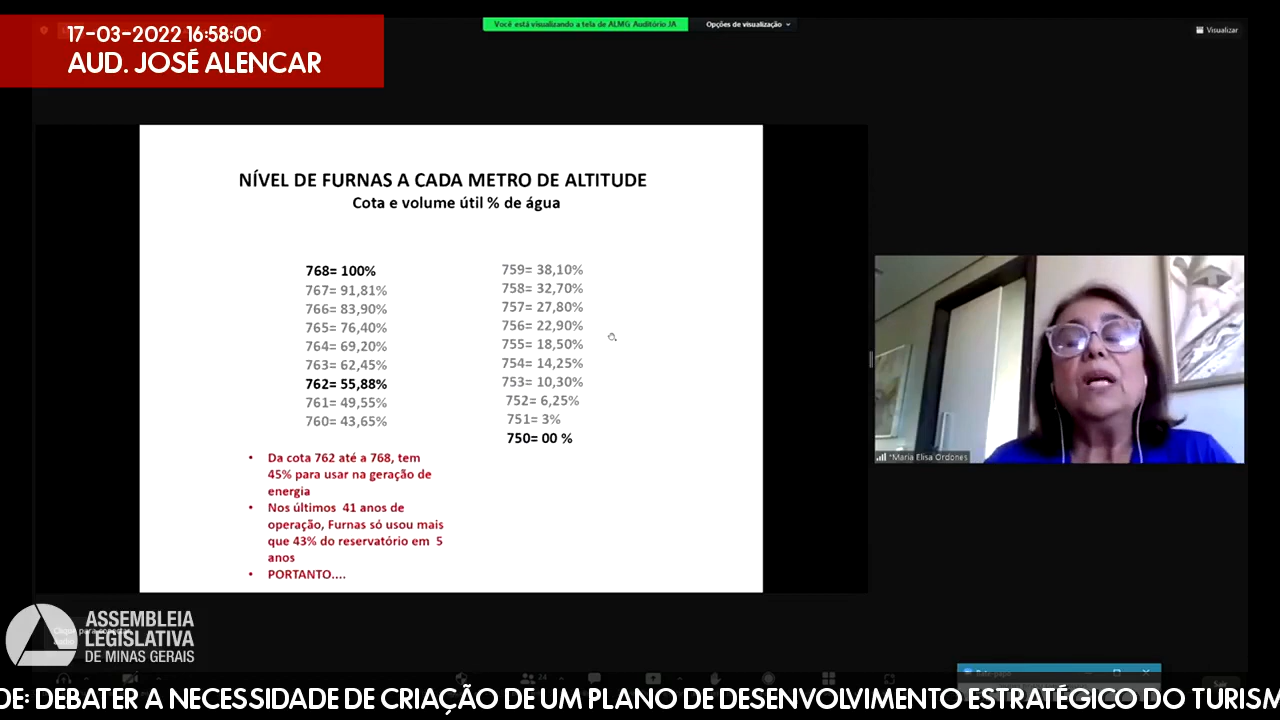 17-03-2022 16:58:00
AUD. JOSÉ ALENCAR
Você está visualizando a tela de ALMG Auditório JA
Opções de visualização
Visualizar
NÍVEL DE FURNAS A CADA METRO DE ALTITUDE
Cota e volume útil % de água
768= 100%
767= 91,81%
766= 83,90%
765= 76,40%
764= 69,20%
763= 62,45%
762= 55,88%
761= 49,55%
760= 43,65%
759= 38,10%
758= 32,70%
757= 27,80%
756= 22,90%
755= 18,50%
754= 14,25%
753= 10,30%
752= 6,25%
751= 3%
750= 00 %
• Da cota 762 até a 768, tem
45% para usar na geração de
energia
• Nos últimos 41 anos de
operação, Furnas só usou mais
que 43% do reservatório em 5
anos
• PORTANTO....
*Maria Elisa Ordones
ASSEMBLEIA
LEGISLATIVA
DE MINAS GERAIS
24
Bate-papo
Sair
DE: DEBATER A NECESSIDADE DE CRIAÇÃO DE UM PLANO DE DESENVOLVIMENTO ESTRATÉGICO DO TURISM